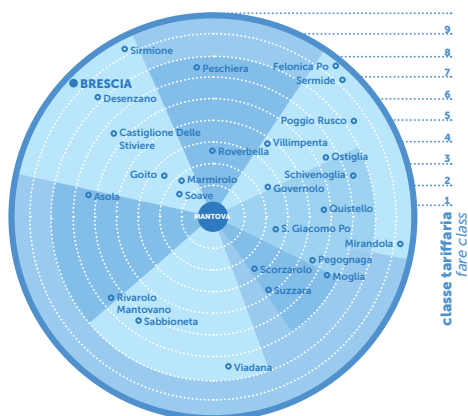 9
Sirmione
8
Peschiera
Felonica Po
7
Sermide
BRESCIA
6
Desenzano
5
Poggio Rusco
4
Castiglione Delle
Stiviere
Villimpenta
Roverbella
3
Ostiglia
Goito
Marmirolo
Schivenoglia
2
Governolo
Asola
Soave
1
Quistello
MANTOVA
S. Giacomo Po
Mirandola
Pegognaga
Scorzarolo
Moglia
Suzzara
Rivarolo
Mantovano
Sabbioneta
Viadana
classe tariffaria
fare class